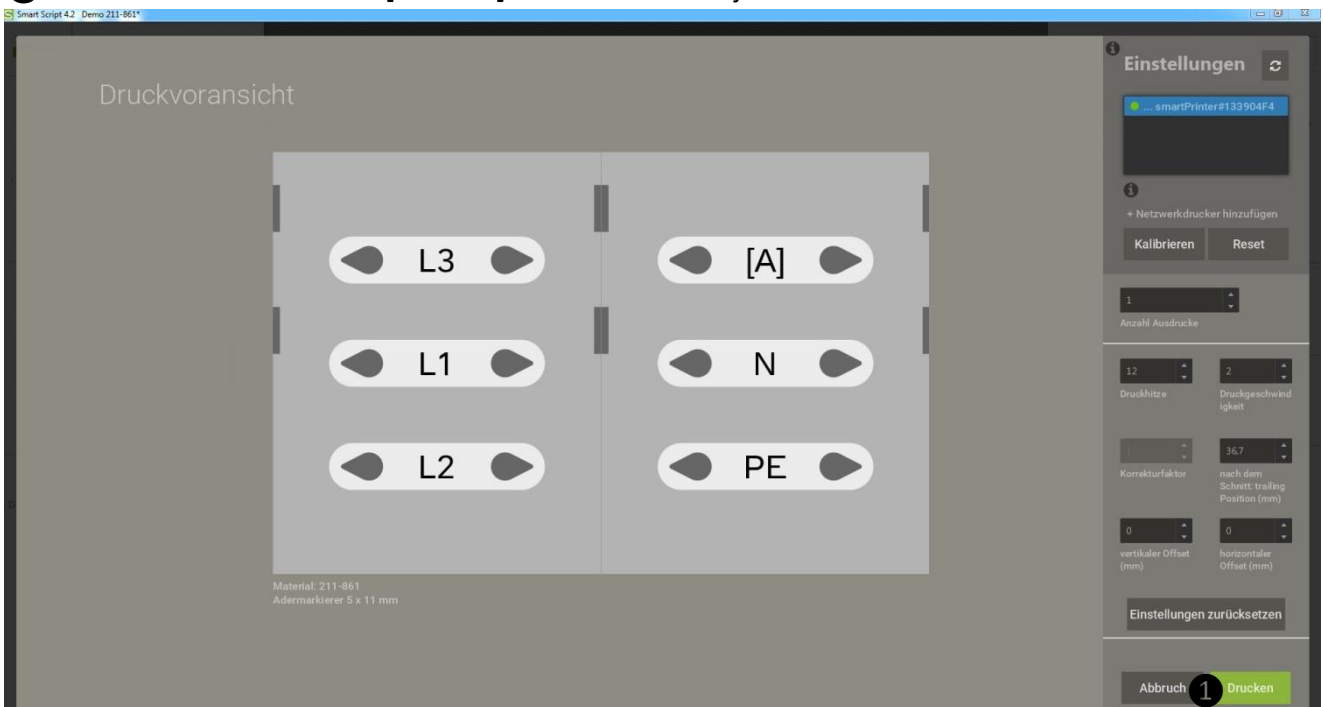 Smart Script 4.2 Demo 211-861*
Einstellungen
Druckvoransicht
... smartPrinter#133904F4
+ Netzwerkdrucker hinzufügen
Kalibrieren Reset
L3 [A]
1
Anzahl Ausdrucke
L1 N
12 2
Druckhitze Druckgeschwind
igkeit
L2 PE
36,7
Korrekturfaktor nach dem
Schnitt: trailing
Position (mm)
0 0
vertikaler Offset horizontaler
(mm) Offset (mm)
Material: 211-861
Adermarkierer 5 x 11 mm
Einstellungen zurücksetzen
Abbruch 1 Drucken